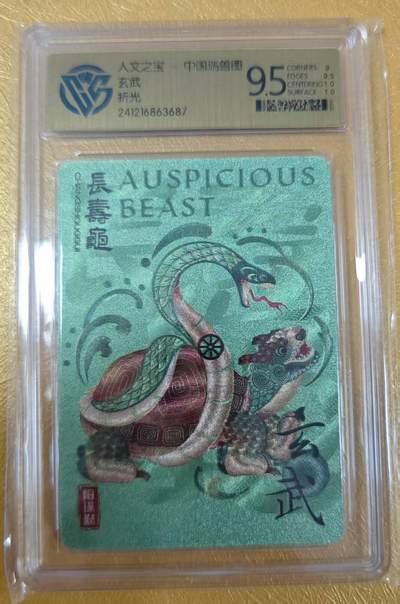 人文之宝 中国瑞兽图
玄武
折光
241216863687
9.5
CORNERS 9
EDGES 9.5
CENTERING 10
SURFACE 10
AUSPICIOUS
BEAST
長壽龜
玄武